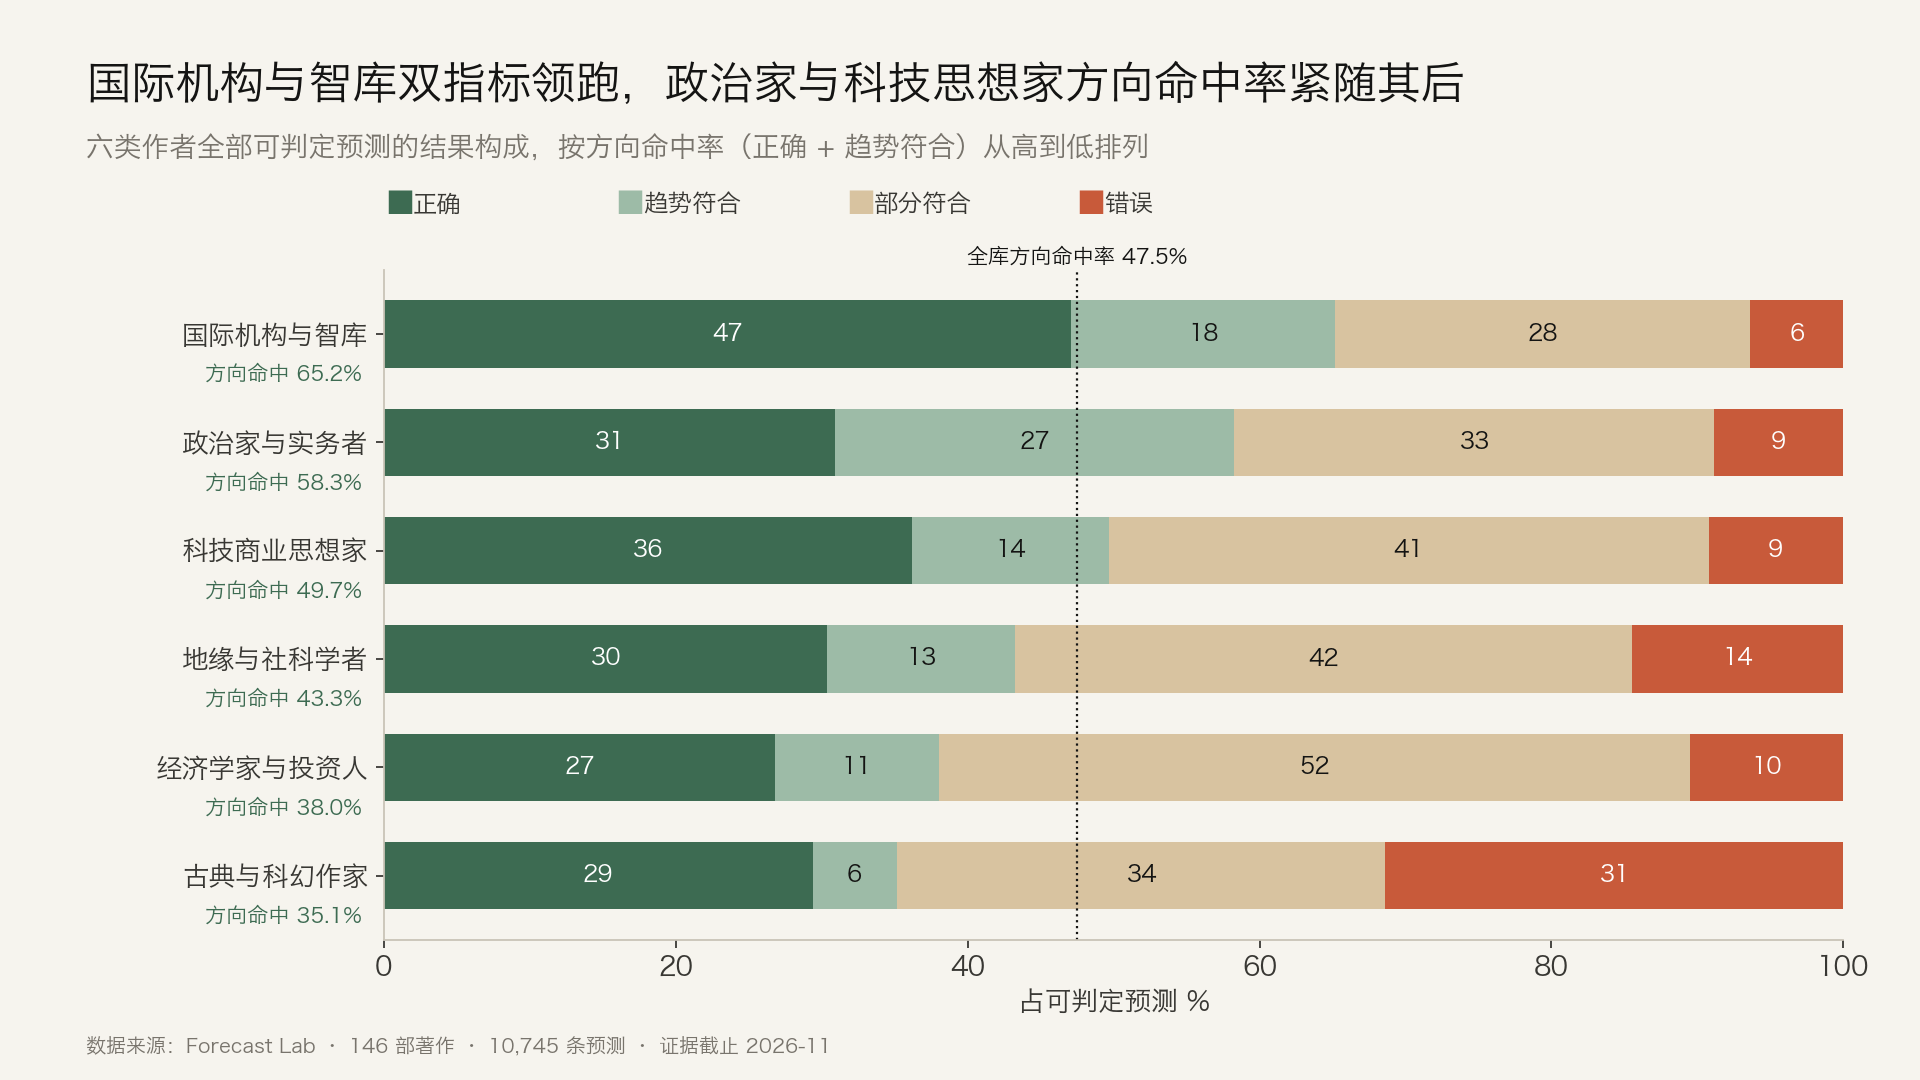 国际机构与智库双指标领跑，政治家与科技思想家方向命中率紧随其后
六类作者全部可判定预测的结果构成，按方向命中率（正确 + 趋势符合）从高到低排列
正确 趋势符合 部分符合 错误
全库方向命中率 47.5%
国际机构与智库 47 18 28 6
方向命中 65.2%
政治家与实务者 31 27 33 9
方向命中 58.3%
科技商业思想家 36 14 41 9
方向命中 49.7%
地缘与社科学者 30 13 42 14
方向命中 43.3%
经济学家与投资人 27 11 52 10
方向命中 38.0%
古典与科幻作家 29 6 34 31
方向命中 35.1%
0 20 40 60 80 100
占可判定预测 %
数据来源：Forecast Lab · 146 部著作 · 10,745 条预测 · 证据截止 2026-11